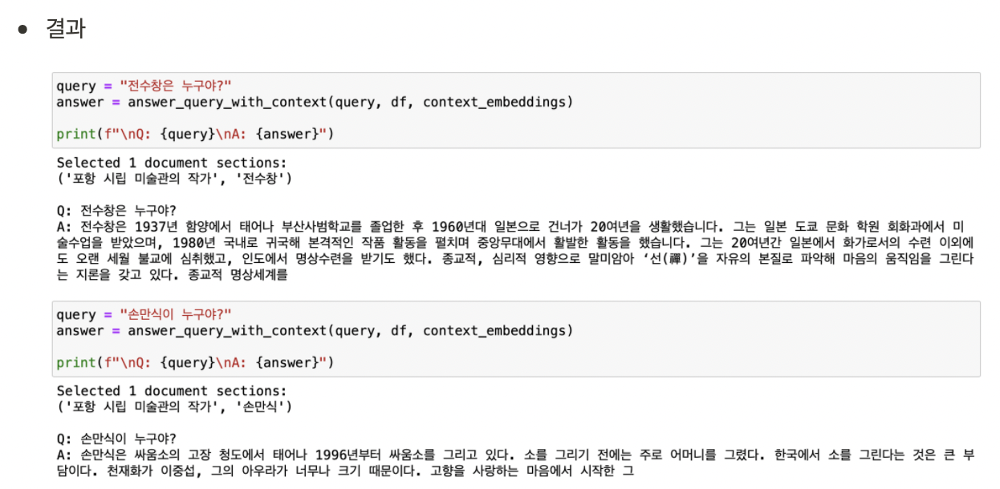 • 결과
query = "전수창은 누구야?"
answer = answer_query_with_context(query, df, context_embeddings)
print(f"\nQ: {query}\nA: {answer}")
Selected 1 document sections:
('포항 시립 미술관의 작가', '전수창')
Q: 전수창은 누구야?
A: 전수창은 1937년 함양에서 태어나 부산사범학교를 졸업한 후 1960년대 일본으로 건너가 20여년을 생활했습니다. 그는 일본 도쿄 문화 학원 회화과에서 미
술수업을 받았으며, 1980년 국내로 귀국해 본격적인 작품 활동을 펼치며 중앙무대에서 활발한 활동을 했습니다. 그는 20여년간 일본에서 화가로서의 수련 이외에
도 오랜 세월 불교에 심취했고, 인도에서 명상수련을 받기도 했다. 종교적, 심리적 영향으로 말미암아 ‘선(禪)’을 자유의 본질로 파악해 마음의 움직임을 그린다
는 지론을 갖고 있다. 종교적 명상세계를
query = "손만식이 누구야?"
answer = answer_query_with_context(query, df, context_embeddings)
print(f"\nQ: {query}\nA: {answer}")
Selected 1 document sections:
('포항 시립 미술관의 작가', '손만식')
Q: 손만식이 누구야?
A: 손만식은 싸움소의 고장 청도에서 태어나 1996년부터 싸움소를 그리고 있다. 소를 그리기 전에는 주로 어머니를 그렸다. 한국에서 소를 그린다는 것은 큰 부
담이다. 천재화가 이중섭, 그의 아우라가 너무나 크기 때문이다. 고향을 사랑하는 마음에서 시작한 그